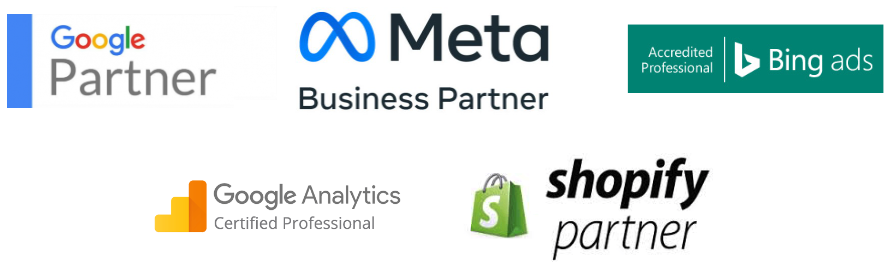 Google
Partner
Meta
Business Partner
Accredited
Professional
Bing ads
Google Analytics
Certified Professional
S
shopify
partner